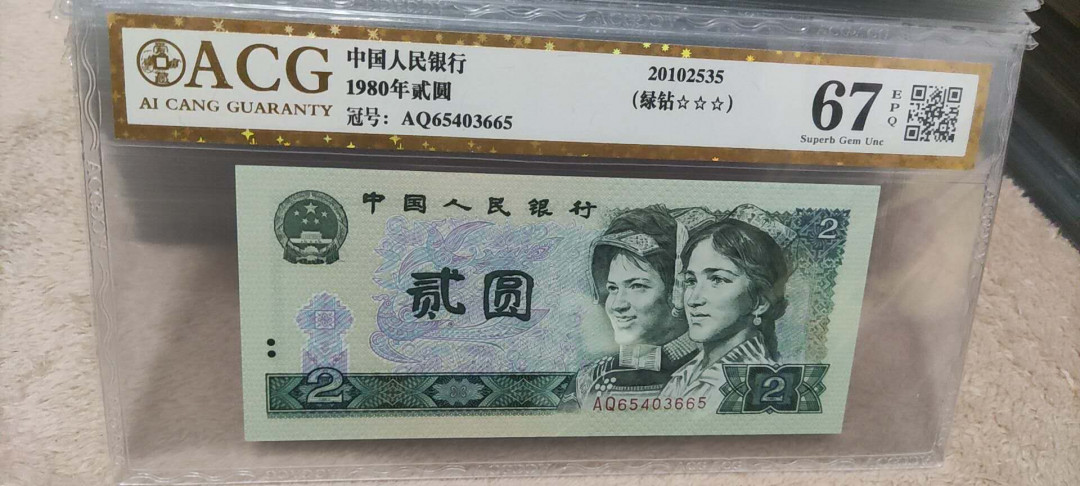 ACG
AI CANG GUARANTY
中国人民银行
1980年贰圆
冠号：AQ65403665
20102535
（绿钻☆☆☆）
67
EPQ
Superb Gem Unc
中国人民银行
贰圆
2
2
AQ65403665
2